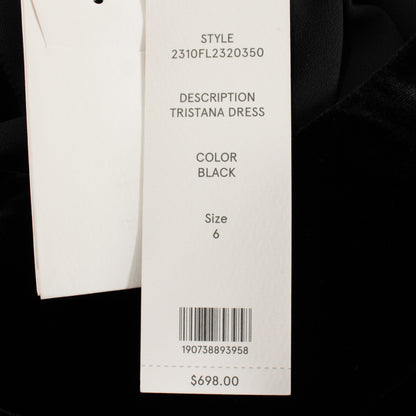 STYLE
2310FL2320350
DESCRIPTION
TRISTANA DRESS
COLOR
BLACK
Size
6
190738893958
$698.00